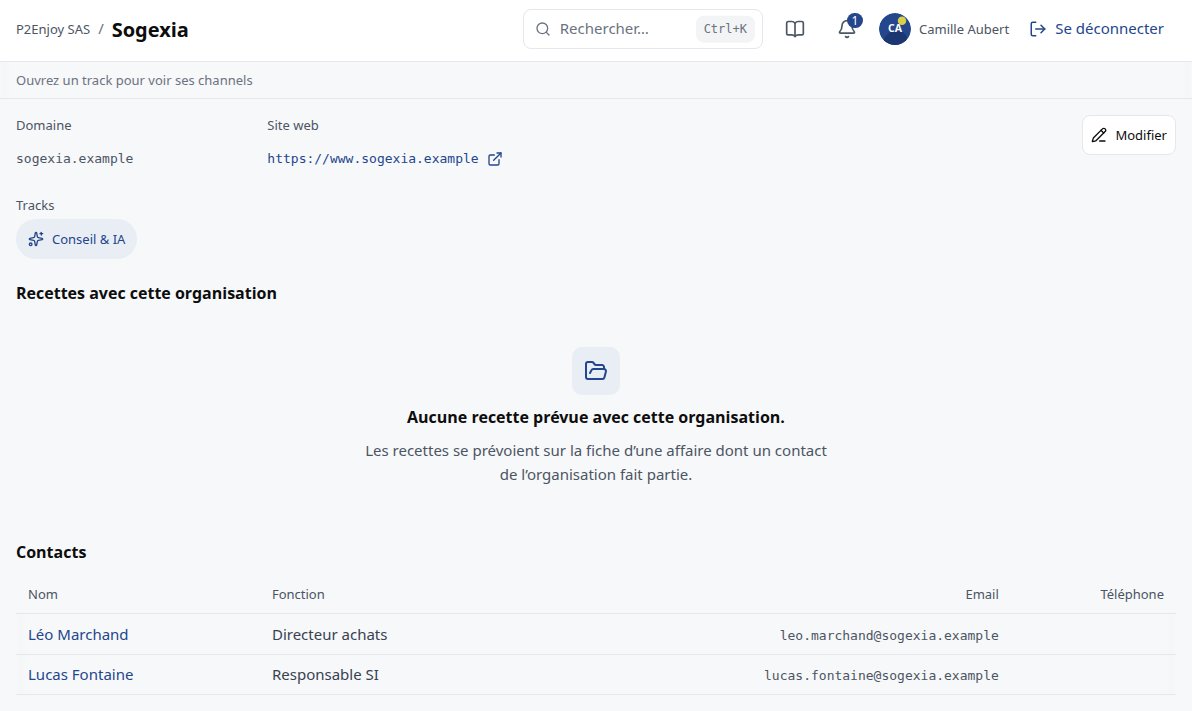 P2Enjoy SAS / Sogexia
Rechercher... Ctrl+K
1
CA
Camille Aubert
Se déconnecter
Ouvrez un track pour voir ses channels
Domaine
Site web
Modifier
sogexia.example
https://www.sogexia.example
Tracks
Conseil & IA
Recettes avec cette organisation
Aucune recette prévue avec cette organisation.
Les recettes se prévoient sur la fiche d’une affaire dont un contact
de l’organisation fait partie.
Contacts
Nom Fonction Email Téléphone
Léo Marchand Directeur achats leo.marchand@sogexia.example
Lucas Fontaine Responsable SI lucas.fontaine@sogexia.example